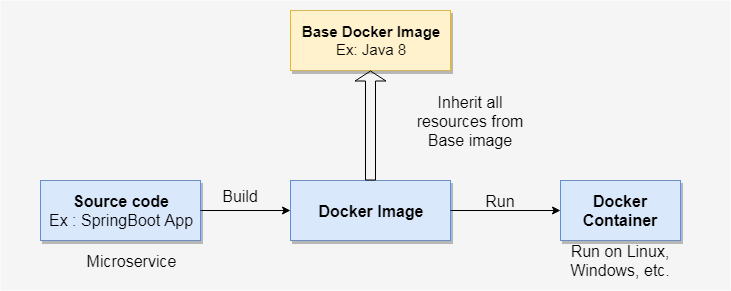 Base Docker Image
Ex: Java 8
Inherit all
resources from
Base image
Source code
Ex : SpringBoot App
Build
Docker Image
Run
Docker
Container
Microservice
Run on Linux,
Windows, etc.